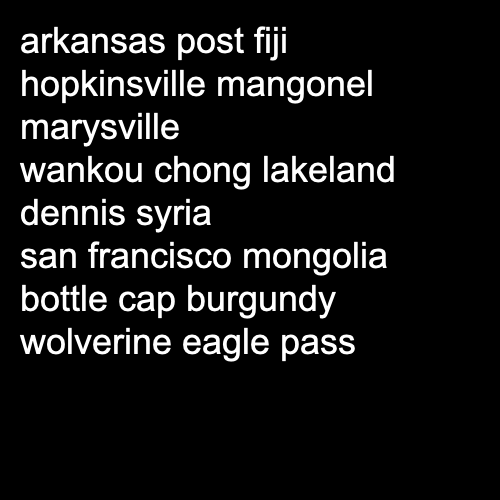 arkansas post fiji
hopkinsville mangonel
marysville
wankou chong lakeland
dennis syria
san francisco mongolia
bottle cap burgundy
wolverine eagle pass